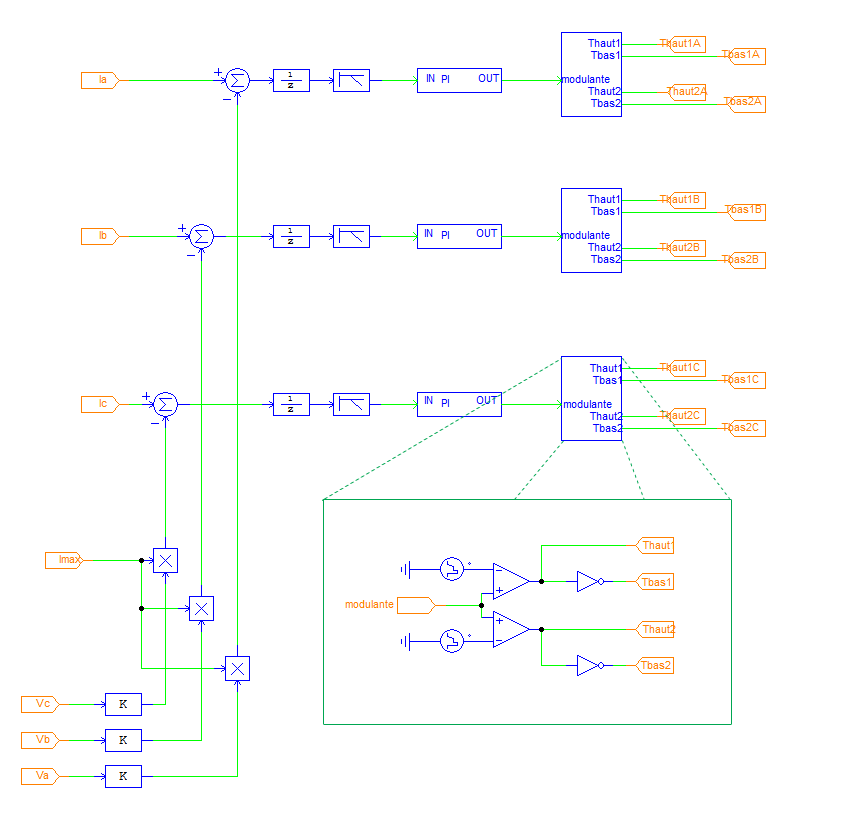 Thaut1 Thaut1A
Tbas1 Tbas1A
Ia + Σ 1/z IN PI OUT modulante
− Thaut2 Thaut2A
Tbas2 Tbas2A
Thaut1 Thaut1B
Tbas1 Tbas1B
Ib + Σ 1/z IN PI OUT modulante
− Thaut2 Thaut2B
Tbas2 Tbas2B
Thaut1 Thaut1C
Tbas1 Tbas1C
Ic + Σ 1/z IN PI OUT modulante
− Thaut2 Thaut2C
Tbas2 Tbas2C
Imax
Thaut1
− +
Tbas1
modulante
+ −
Thaut2
Tbas2
Vc K
Vb K
Va K